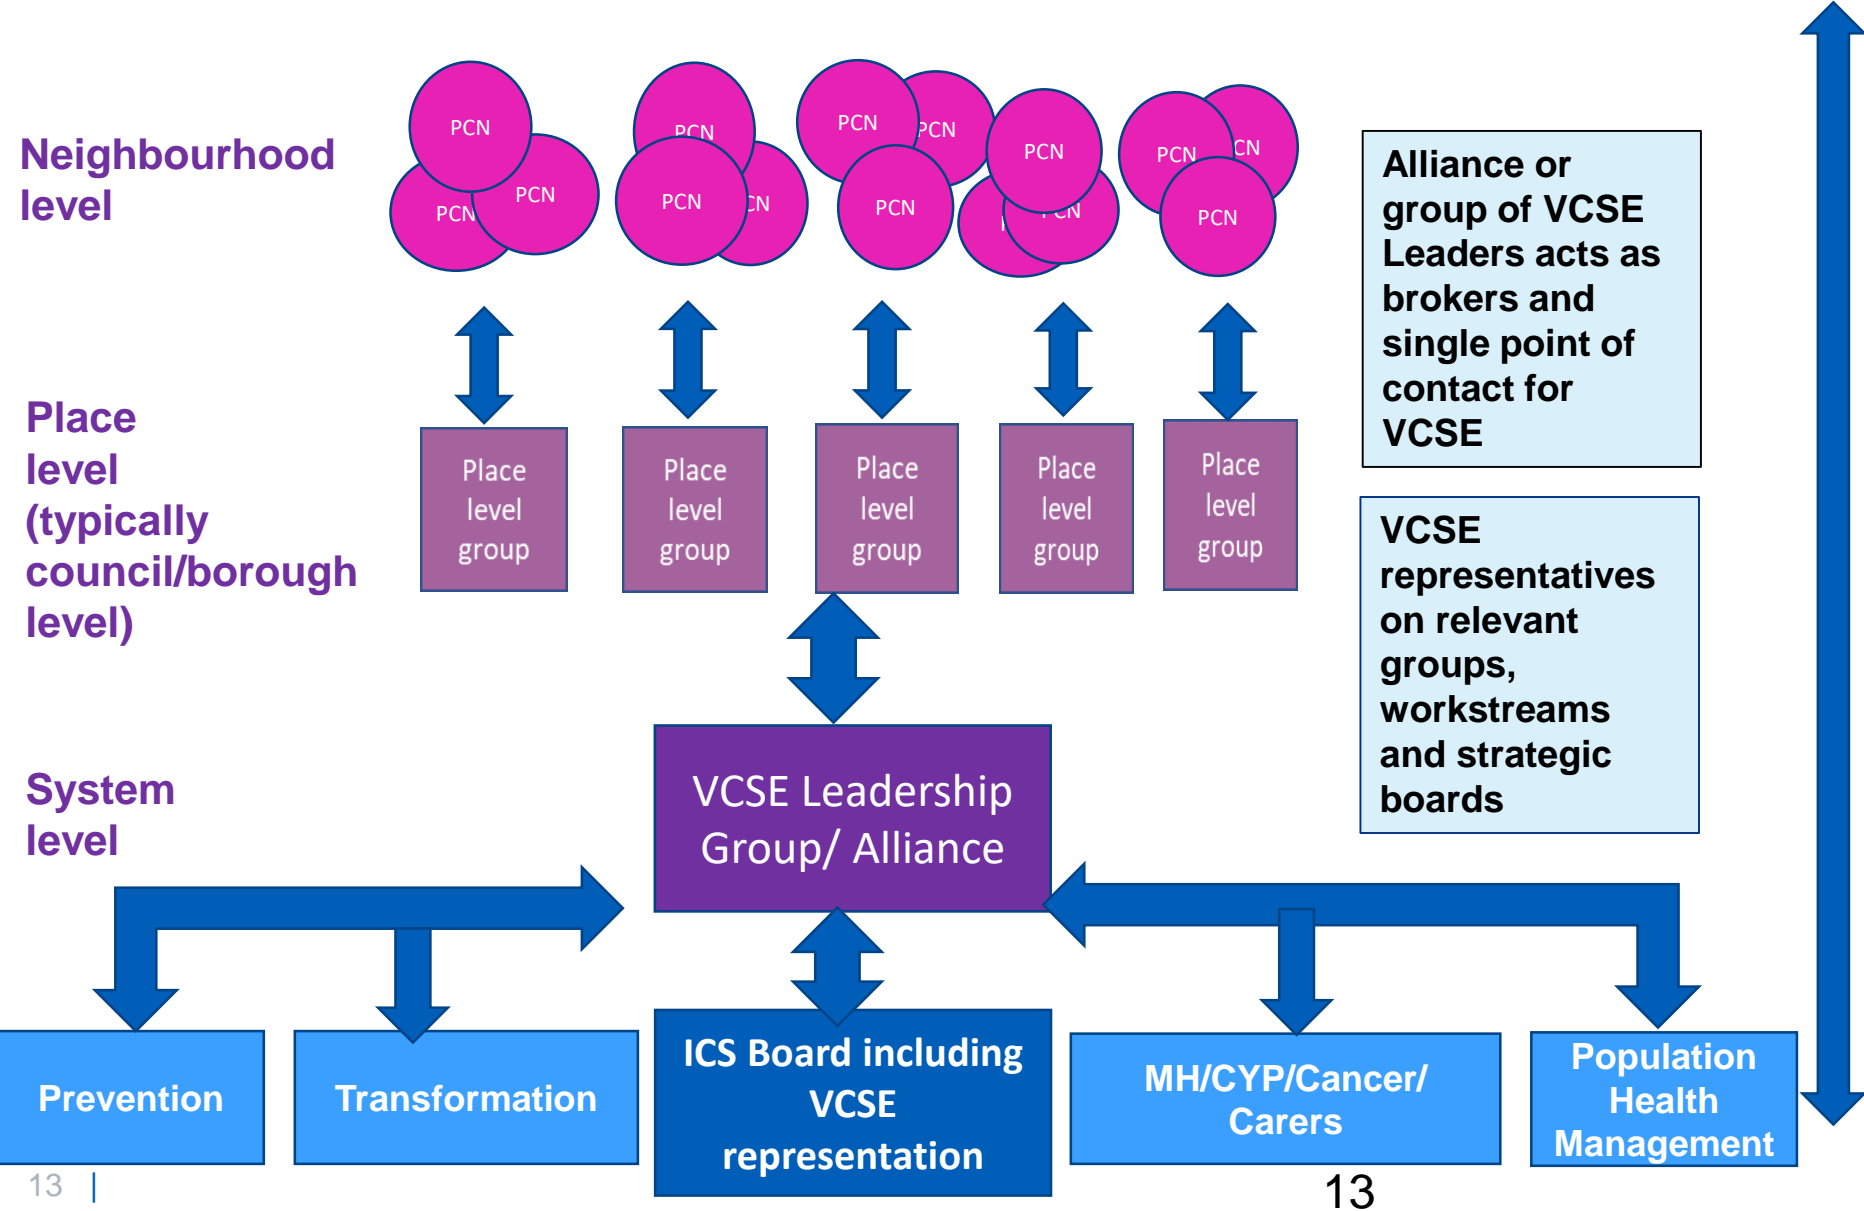 Neighbourhood
level
PCN
PCN
PCN
PCN
PCN
CN
PCN
PCN
PCN
PCN
CN
PCN
CN
PCN
Alliance or
group of VCSE
Leaders acts as
brokers and
single point of
contact for
VCSE
Place
level
(typically
council/borough
level)
Place
level
group
Place
level
group
Place
level
group
Place
level
group
Place
level
group
VCSE
representatives
on relevant
groups,
workstreams
and strategic
boards
System
level
VCSE Leadership
Group/ Alliance
Prevention
Transformation
ICS Board including
VCSE
representation
MH/CYP/Cancer/
Carers
Population
Health
Management
13
13